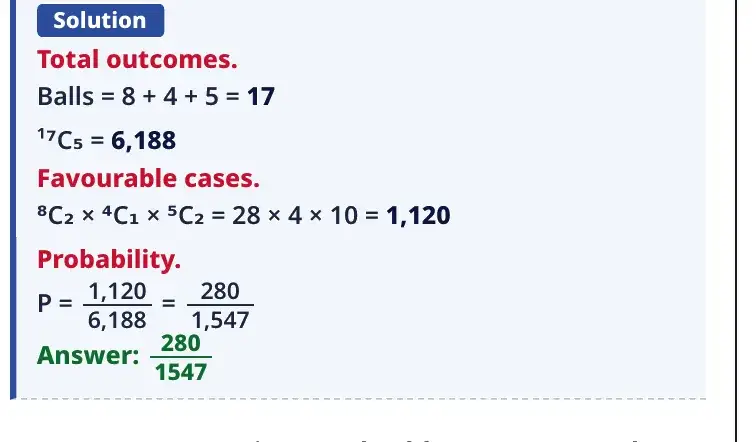 Solution
Total outcomes.
Balls = 8 + 4 + 5 = 17
¹⁷C₅ = 6,188
Favourable cases.
⁸C₂ × ⁴C₁ × ⁵C₂ = 28 × 4 × 10 = 1,120
Probability.
P = 1,120/6,188 = 280/1,547
Answer: 280/1547